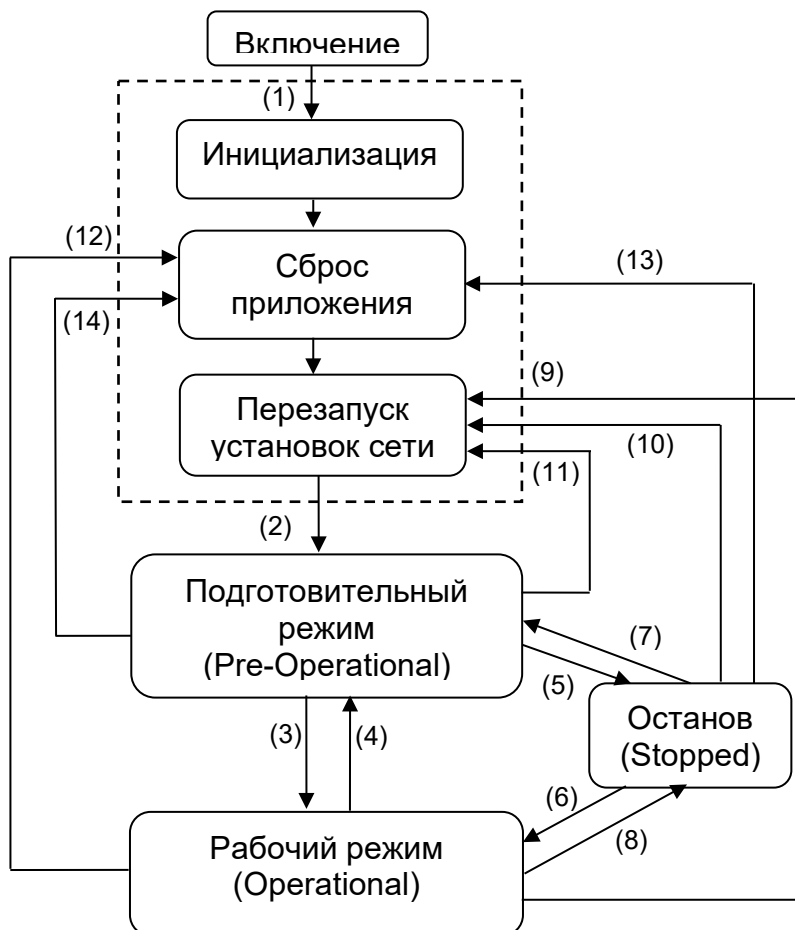 Включение
(1)
Инициализация
(12)
Сброс
приложения
(13)
(14)
(9)
Перезапуск
установок сети
(10)
(11)
(2)
Подготовительный
режим
(Pre-Operational)
(7)
(5)
Останов
(Stopped)
(3)
(4)
(6)
(8)
Рабочий режим
(Operational)